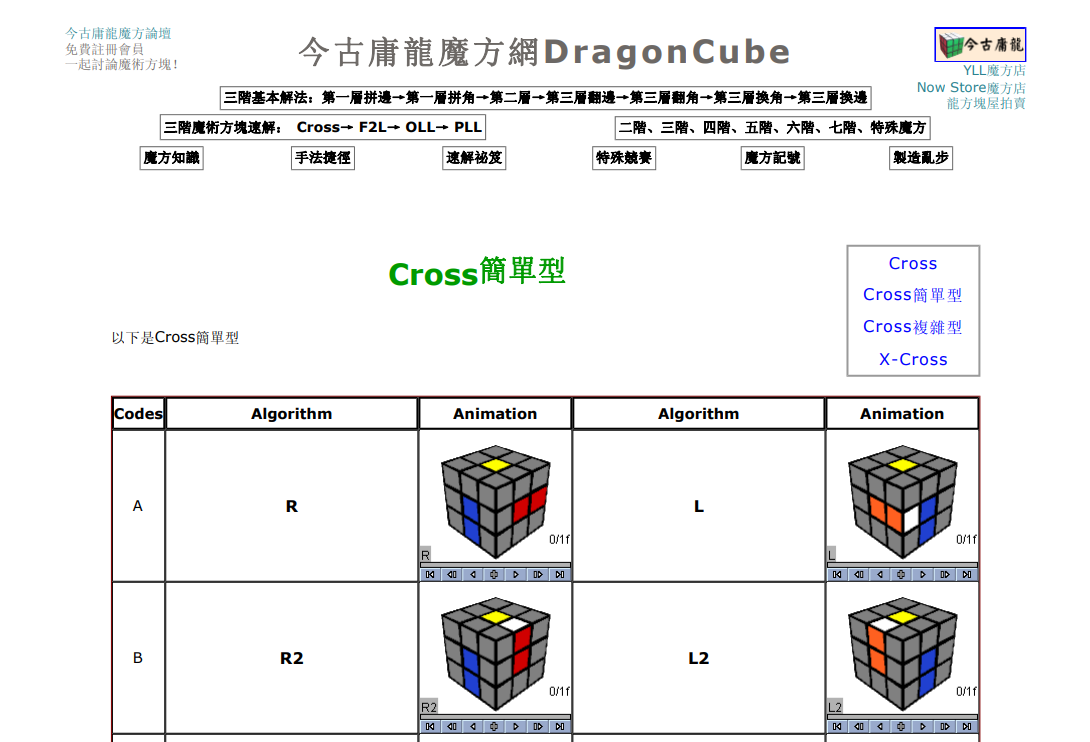 今古庸龍魔方論壇
免費註冊會員
一起討論魔術方塊!
今古庸龍魔方網DragonCube
今古庸龍
YLL魔方店
Now Store魔方店
龍方塊屋拍賣
三階基本解法：第一層拼邊→第一層拼角→第二層→第三層翻邊→第三層翻角→第三層換角→第三層換邊
三階魔術方塊速解： Cross→ F2L→ OLL→ PLL
二階、三階、四階、五階、六階、七階、特殊魔方
魔方知識
手法捷徑
速解祕笈
特殊競賽
魔方記號
製造亂步
Cross簡單型
Cross
Cross簡單型
Cross複雜型
X-Cross
以下是Cross簡單型
Codes Algorithm Animation Algorithm Animation
A R L
0/1f 0/1f
R L
B R2 L2
0/1f 0/1f
R2 L2